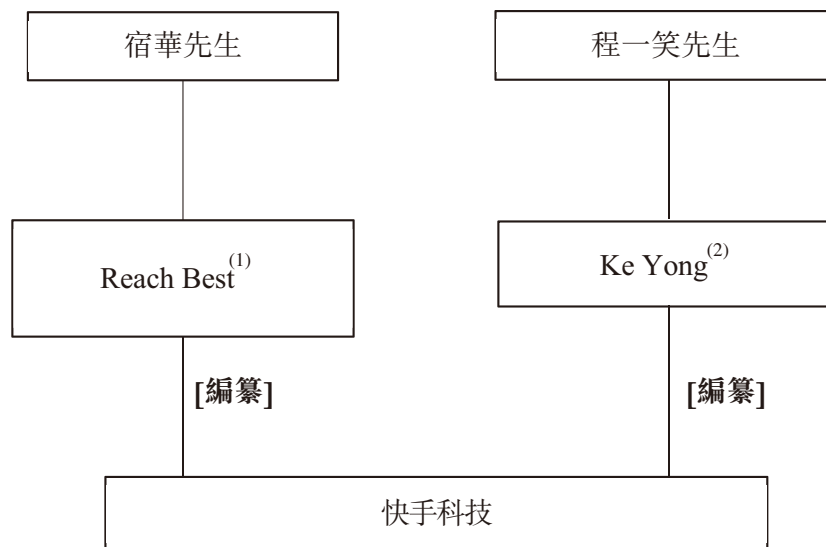 宿華先生
程一笑先生
Reach Best(1)
Ke Yong(2)
[編纂]
[編纂]
快手科技